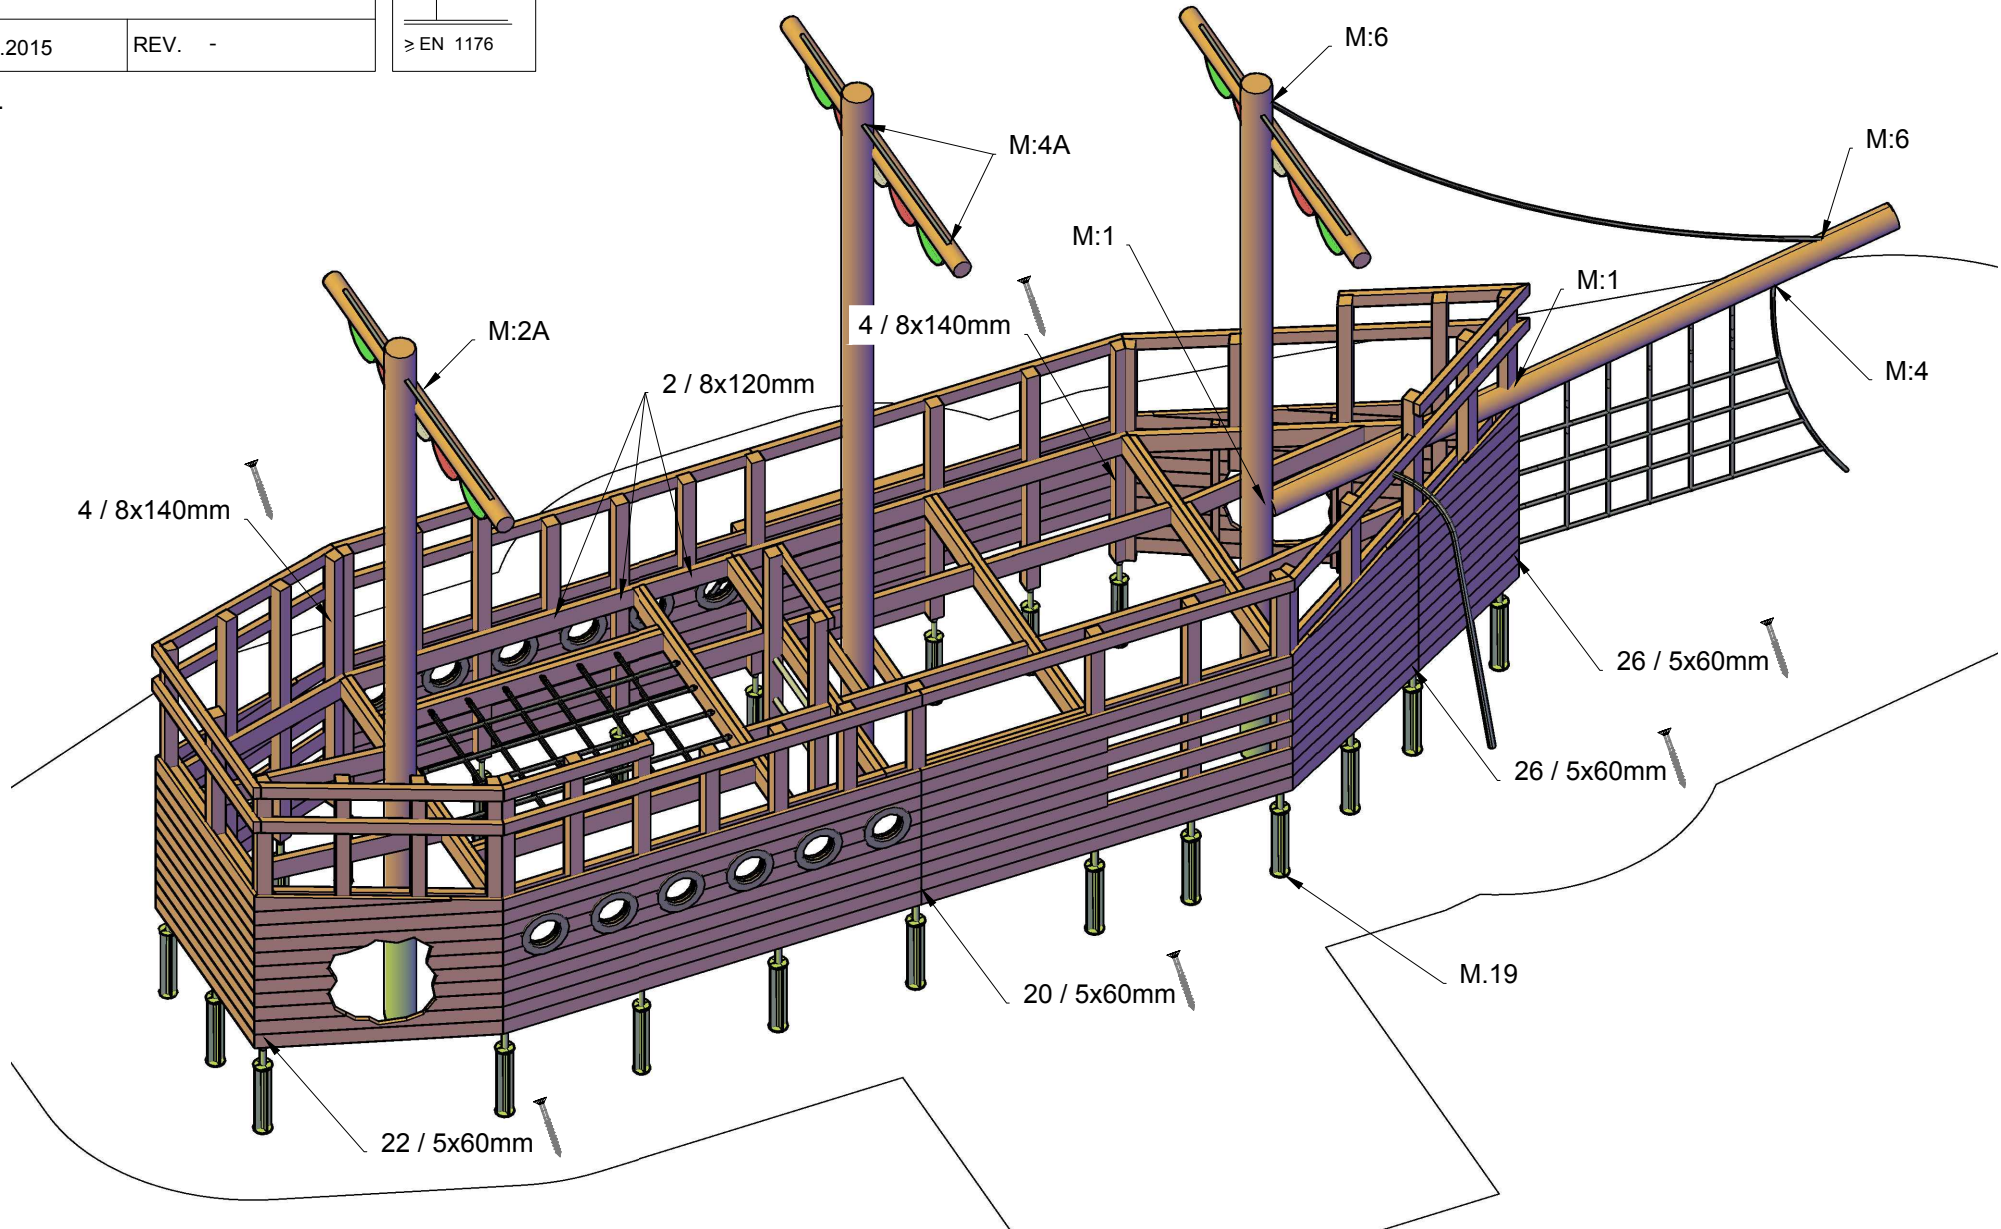 .2015
REV. -
≥ EN 1176
.
M:6
M:6
M:4A
M:1
M:1
M:2A
4 / 8x140mm
M:4
2 / 8x120mm
4 / 8x140mm
26 / 5x60mm
26 / 5x60mm
M.19
20 / 5x60mm
22 / 5x60mm